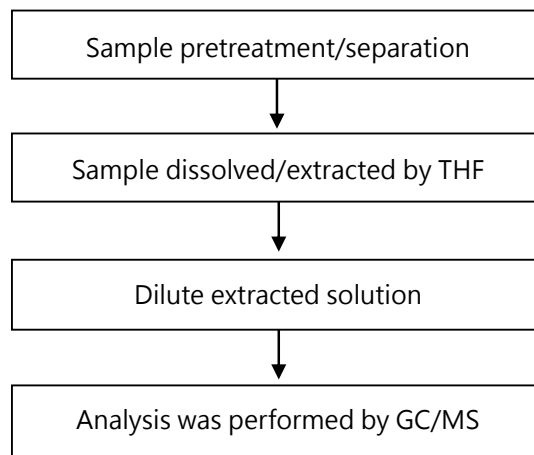 Sample pretreatment/separation
Sample dissolved/extracted by THF
Dilute extracted solution
Analysis was performed by GC/MS